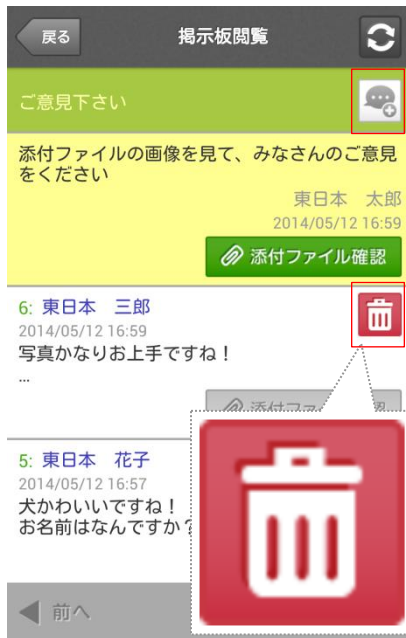 戻る
掲示板閲覧
ご意見下さい
添付ファイルの画像を見て、みなさんのご意見
をください
東日本　太郎
2014/05/12 16:59
添付ファイル確認
6: 東日本　三郎
2014/05/12 16:59
写真かなりお上手ですね！
...
添付ファ
5: 東日本　花子
2014/05/12 16:57
犬かわいいですね！
お名前はなんですか？
前へ